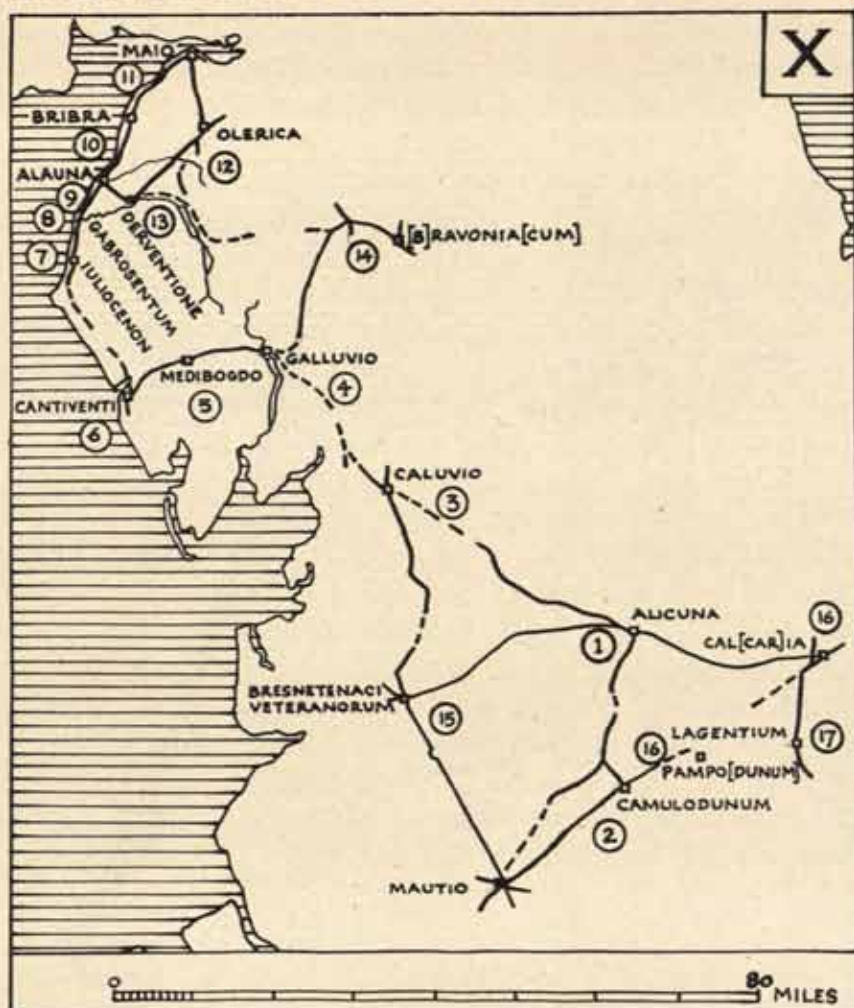 X
MAIO
11
BRIBRA
OLERICA
10
12
ALAUNA
9
8
13
7
DERVENTIONE
GABROSENTUM
IULIOCENON
14
[B]RAVONIA[CUM]
GALLUVIO
MEDIBOGDO
4
5
CANTIVENTI
6
CALUVIO
3
ALICUNA
16
1
CAL[CAR]IA
BRESNETENACI
VETERANORUM
15
LAGENTIUM
17
16
PAMPO[DUNUM]
CAMULODUNUM
2
MAUTIO
0
80 MILES